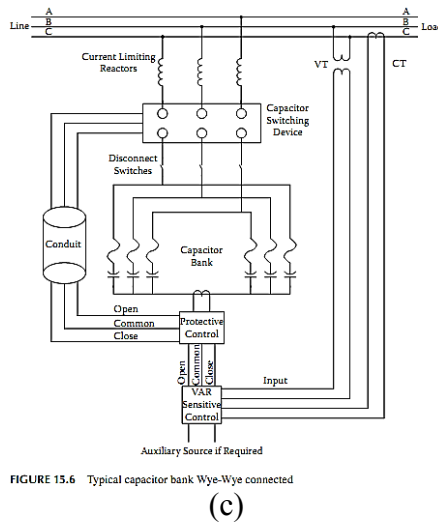 A
Line B Load
C
Current Limiting
Reactors
VT
CT
Capacitor
Switching
Device
Disconnect
Switches
Conduit
Capacitor
Bank
Open
Common
Close
Protective
Control
Open
Common
Close
Input
VAR
Sensitive
Control
Auxiliary Source if Required
A
B
C
FIGURE 15.6 Typical capacitor bank Wye-Wye connected
(c)